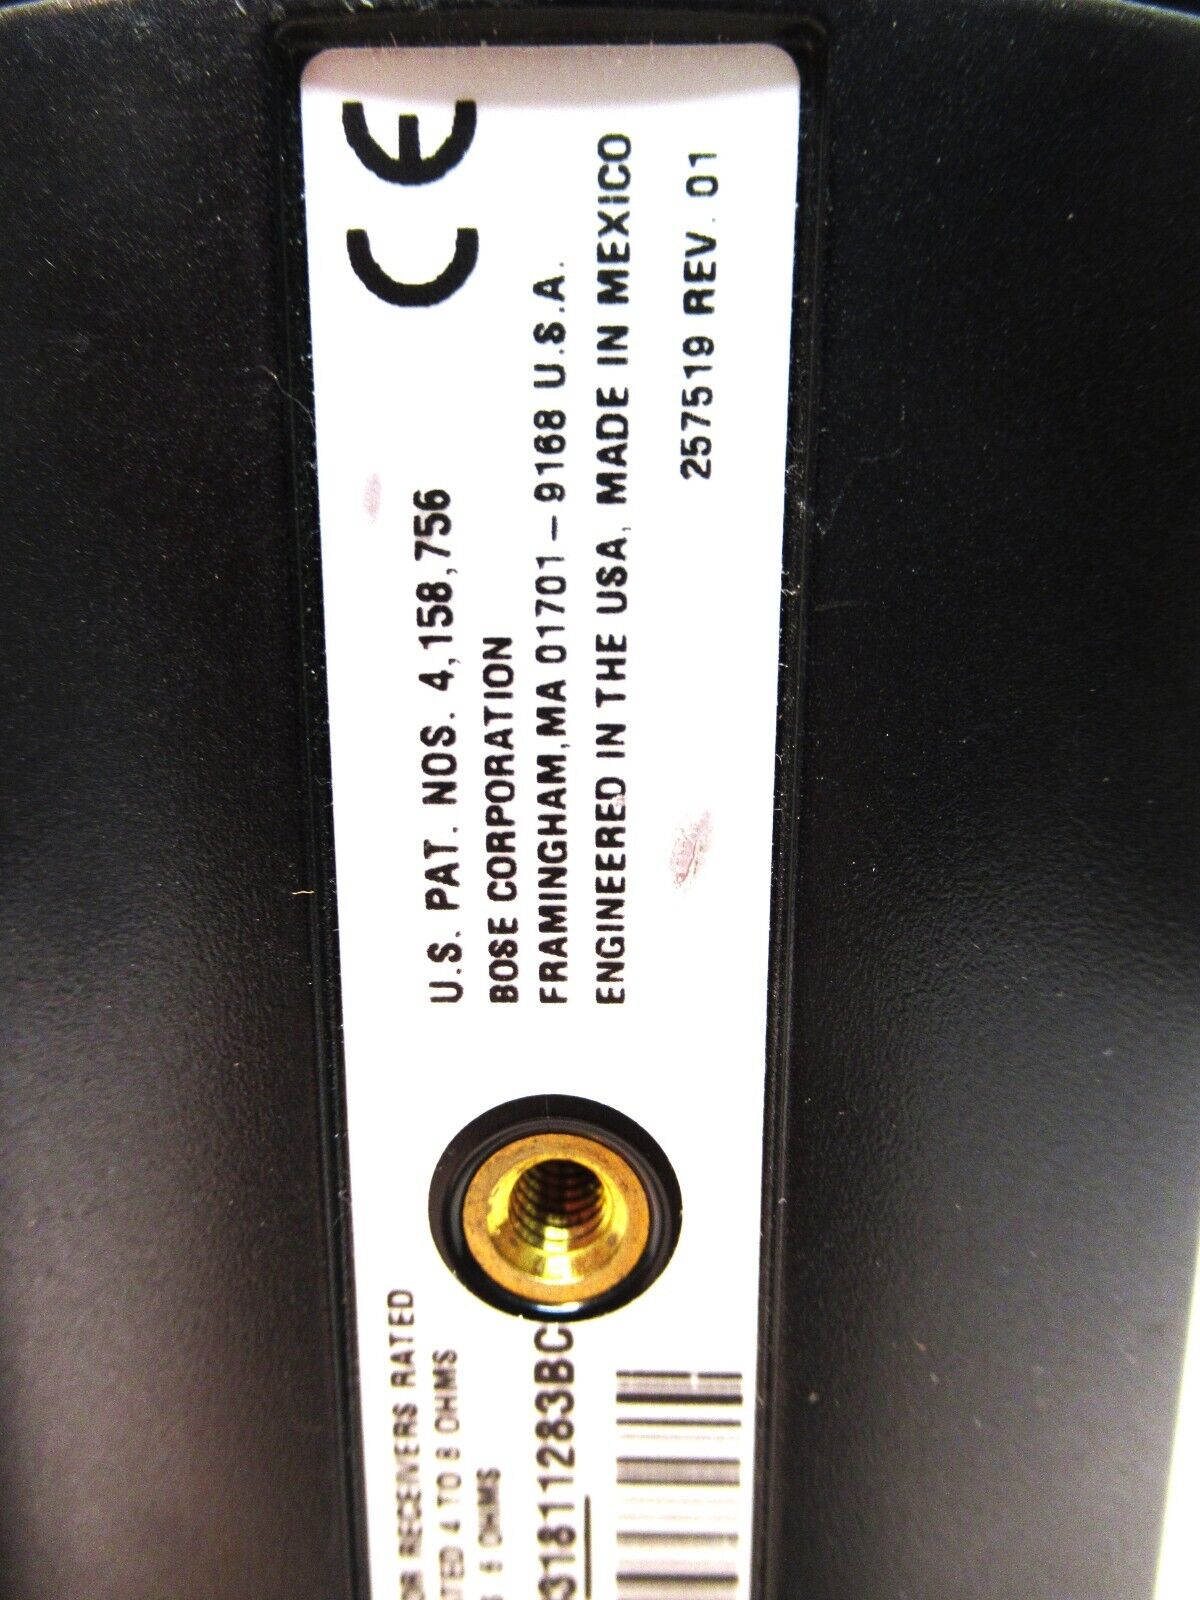 CE
U.S. PAT. NOS. 4,158,756
BOSE CORPORATION
FRAMINGHAM,MA 01701-9168 U.S.A.
ENGINEERED IN THE USA, MADE IN MEXICO
257519 REV. 01
RECEIVERS RATED
4 TO 8 OHMS
6 OHMS
31811283BC